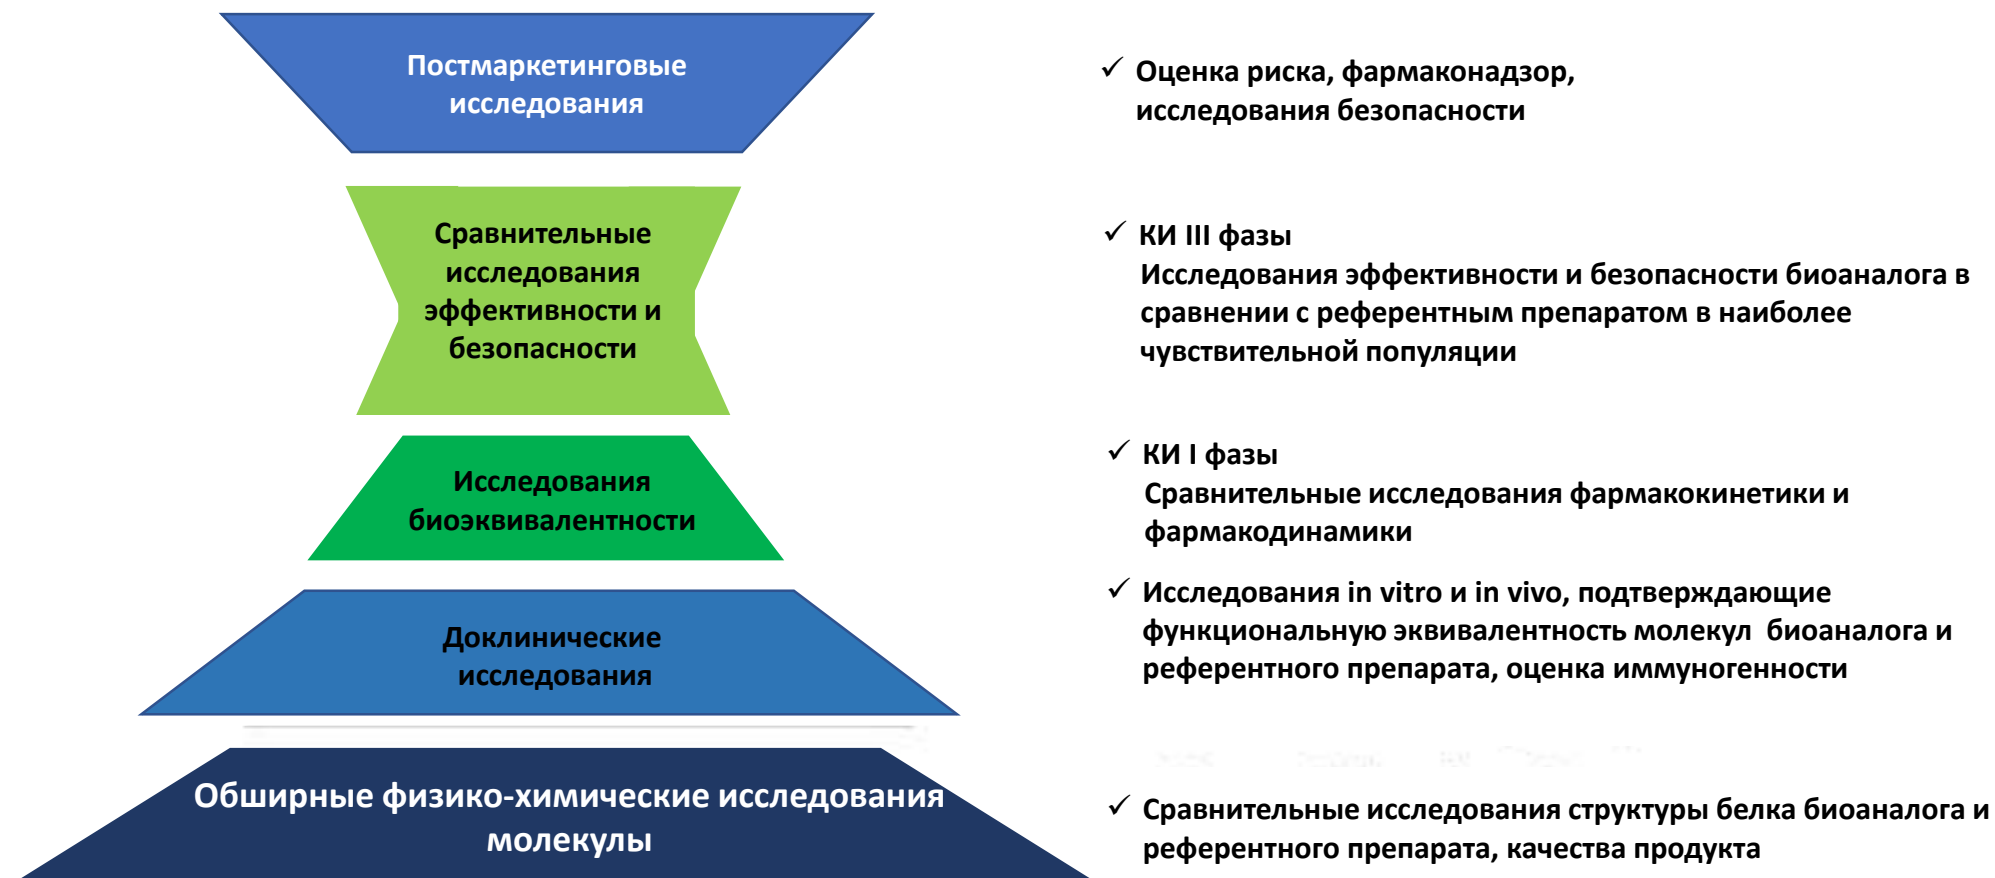 Постмаркетинговые
исследования
✓ Оценка риска, фармаконадзор,
исследования безопасности
Сравнительные
исследования
эффективности и
безопасности
✓ КИ III фазы
Исследования эффективности и безопасности биоаналога в
сравнении с референтным препаратом в наиболее
чувствительной популяции
Исследования
биоэквивалентности
✓ КИ I фазы
Сравнительные исследования фармакокинетики и
фармакодинамики
Доклинические
исследования
✓ Исследования in vitro и in vivo, подтверждающие
функциональную эквивалентность молекул биоаналога и
референтного препарата, оценка иммуногенности
Обширные физико-химические исследования
молекулы
✓ Сравнительные исследования структуры белка биоаналога и
референтного препарата, качества продукта